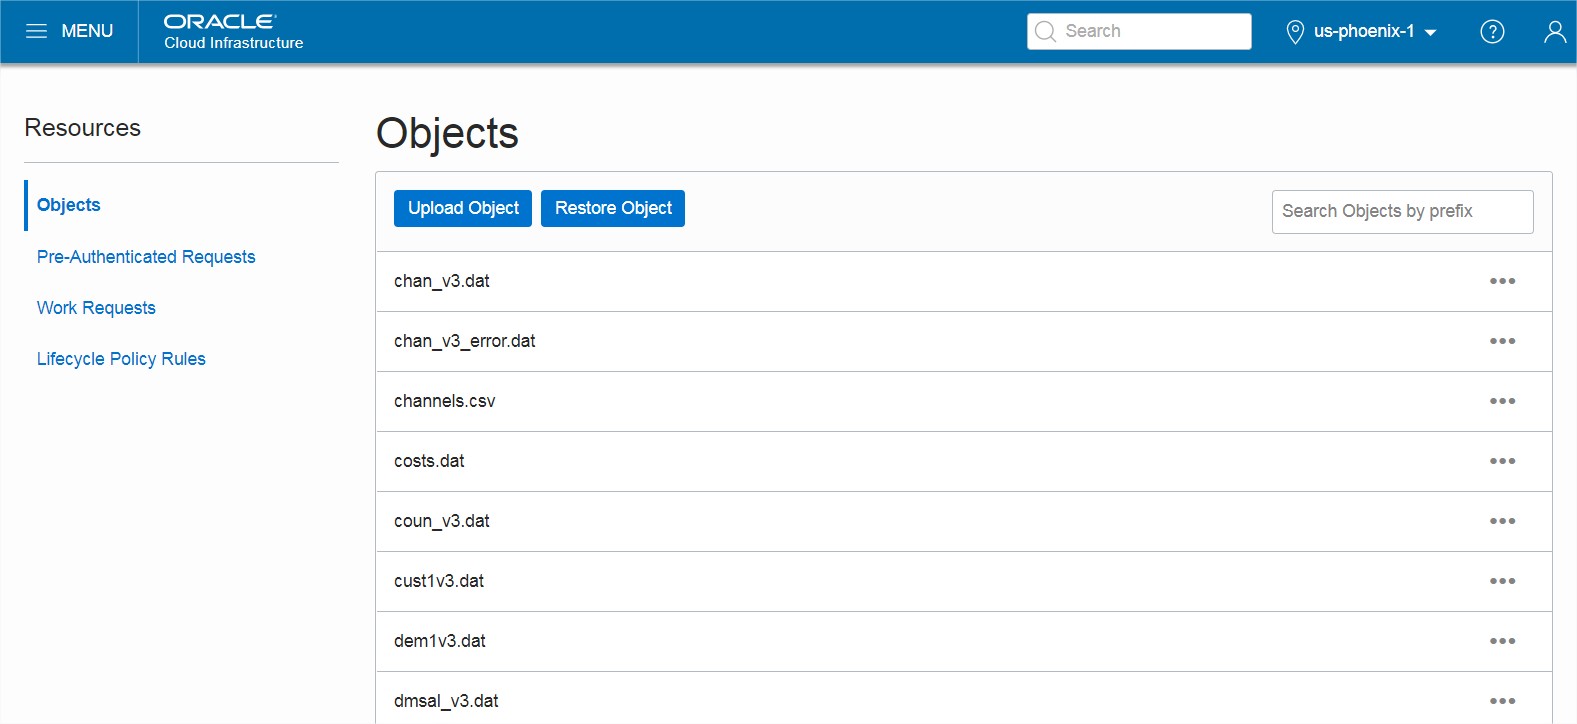 MENU
ORACLE
Cloud Infrastructure
Search
us-phoenix-1
?
Resources
Objects
Pre-Authenticated Requests
Work Requests
Lifecycle Policy Rules
Objects
Upload Object
Restore Object
Search Objects by prefix
chan_v3.dat
chan_v3_error.dat
channels.csv
costs.dat
coun_v3.dat
cust1v3.dat
dem1v3.dat
dmsal_v3.dat